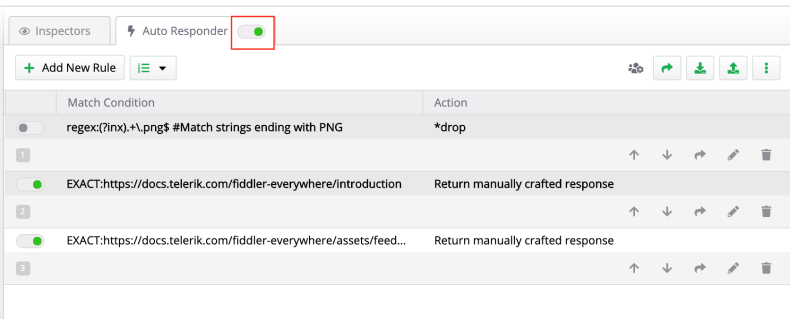 Inspectors
Auto Responder
Add New Rule
Match Condition Action
regex:(?inx).+\.png$ #Match strings ending with PNG *drop
1
EXACT:https://docs.telerik.com/fiddler-everywhere/introduction Return manually crafted response
2
EXACT:https://docs.telerik.com/fiddler-everywhere/assets/feed... Return manually crafted response
3